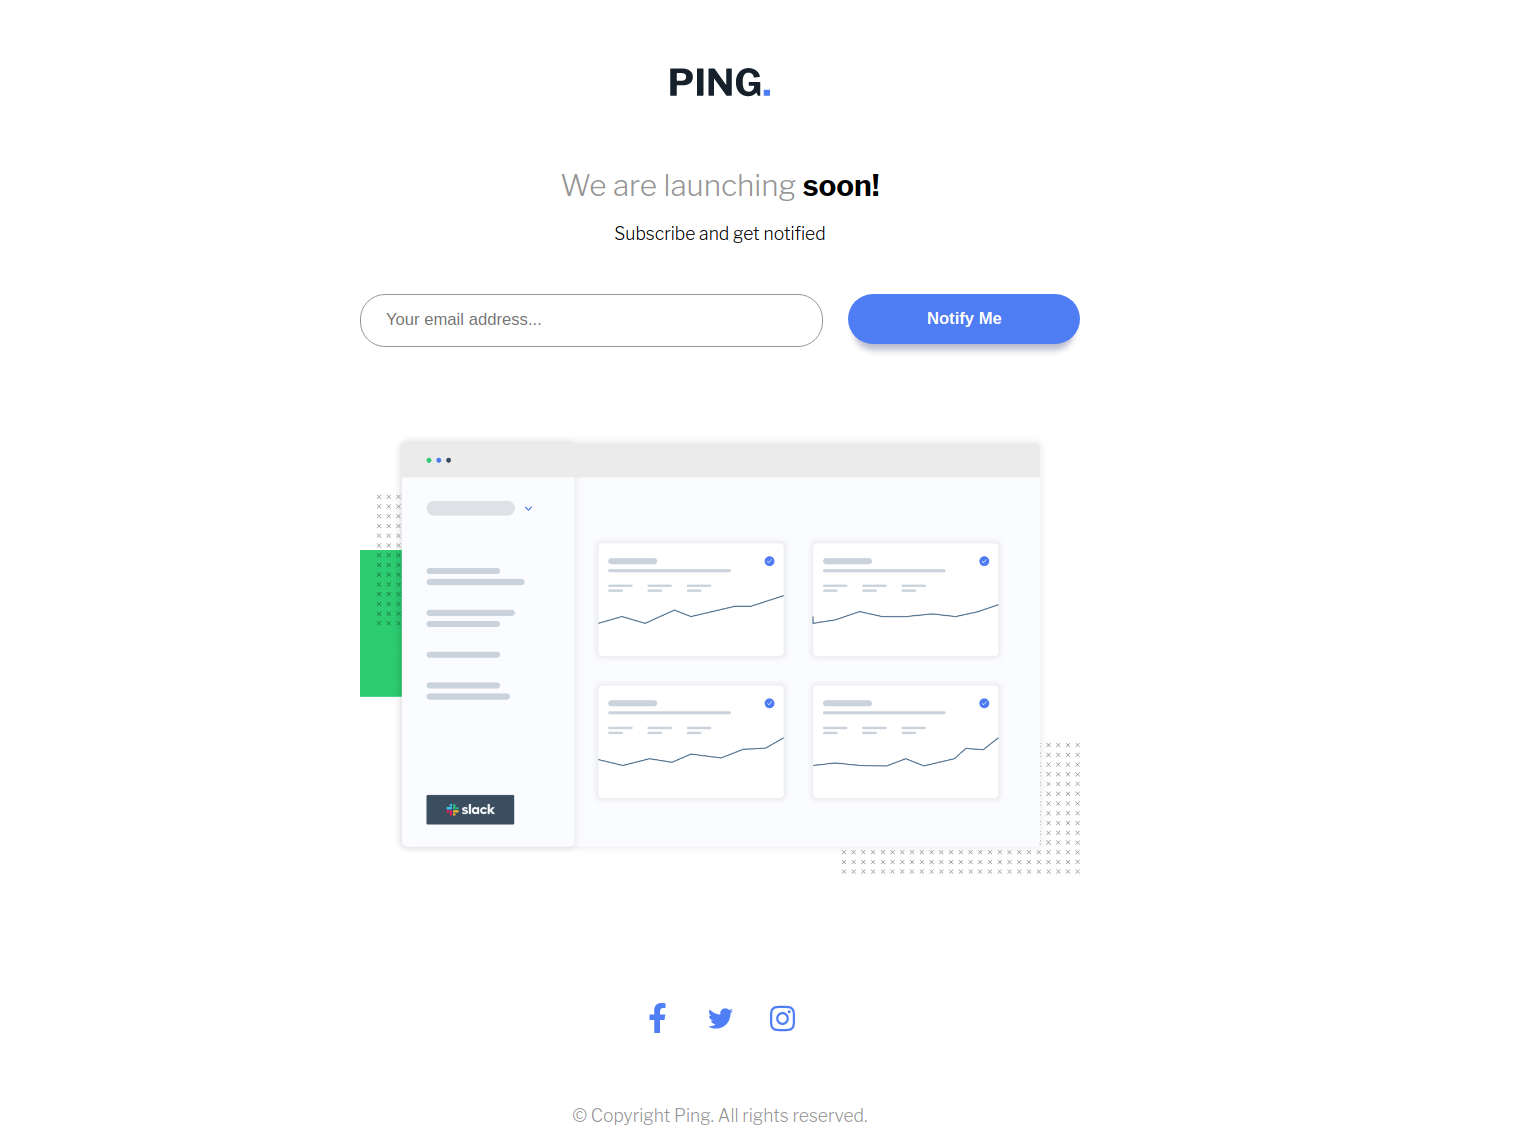 PING.
We are launching soon!
Subscribe and get notified
Your email address...
Notify Me
slack
© Copyright Ping. All rights reserved.